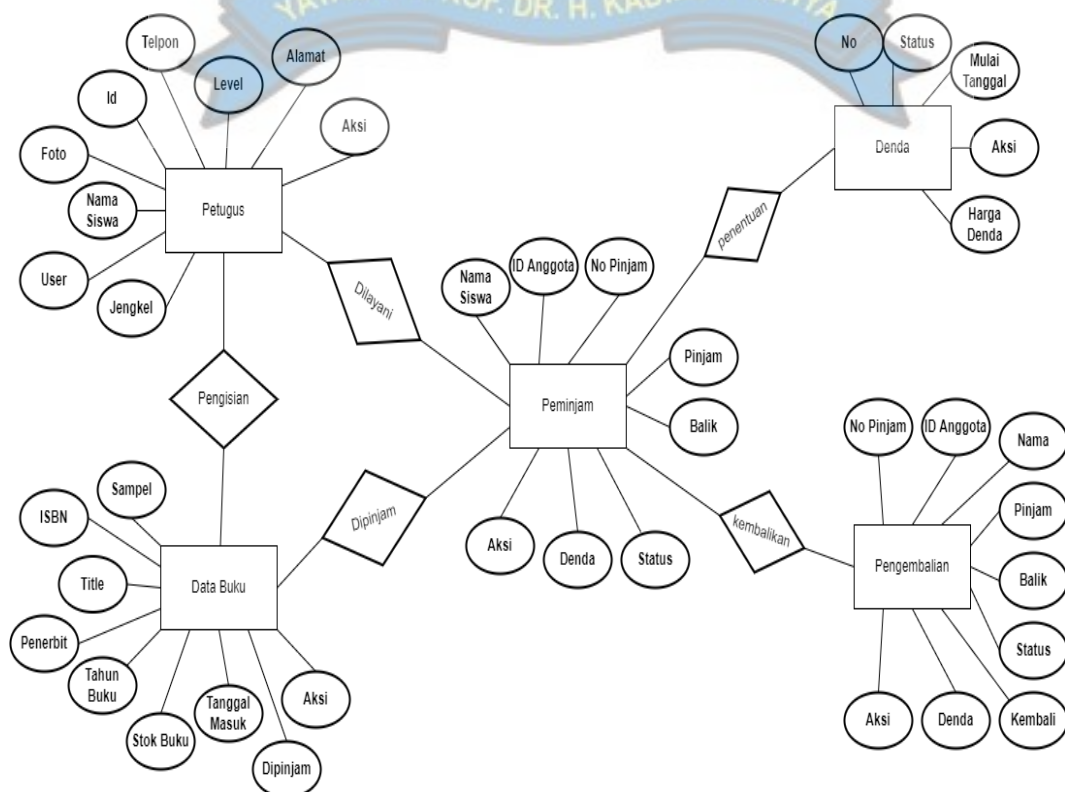 DR. H.
Telpon
Alamat
Level
Id
Aksi
Foto
Nama
Siswa
Petugus
User
Jengkel
No
Status
Mulai
Tanggal
Denda
Aksi
Harga
Denda
penentuan
Dilayani
Nama
Siswa
ID Anggota
No Pinjam
Peminjam
Pinjam
Balik
Pengisian
Dipinjam
Aksi
Denda
Status
kembalikan
No Pinjam
ID Anggota
Nama
Pinjam
Pengembalian
Balik
Status
Aksi
Denda
Kembali
Sampel
ISBN
Title
Data Buku
Penerbit
Tahun
Buku
Stok Buku
Tanggal
Masuk
Aksi
Dipinjam